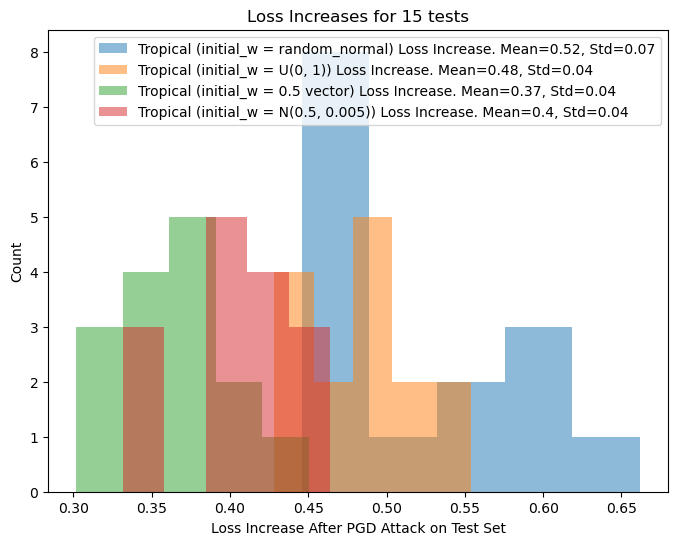 Loss Increases for 15 tests
Tropical (initial_w = random_normal) Loss Increase. Mean=0.52, Std=0.07
Tropical (initial_w = U(0, 1)) Loss Increase. Mean=0.48, Std=0.04
Tropical (initial_w = 0.5 vector) Loss Increase. Mean=0.37, Std=0.04
Tropical (initial_w = N(0.5, 0.005)) Loss Increase. Mean=0.4, Std=0.04
8
7
6
5
4
3
2
1
0
Count
0.30 0.35 0.40 0.45 0.50 0.55 0.60 0.65
Loss Increase After PGD Attack on Test Set